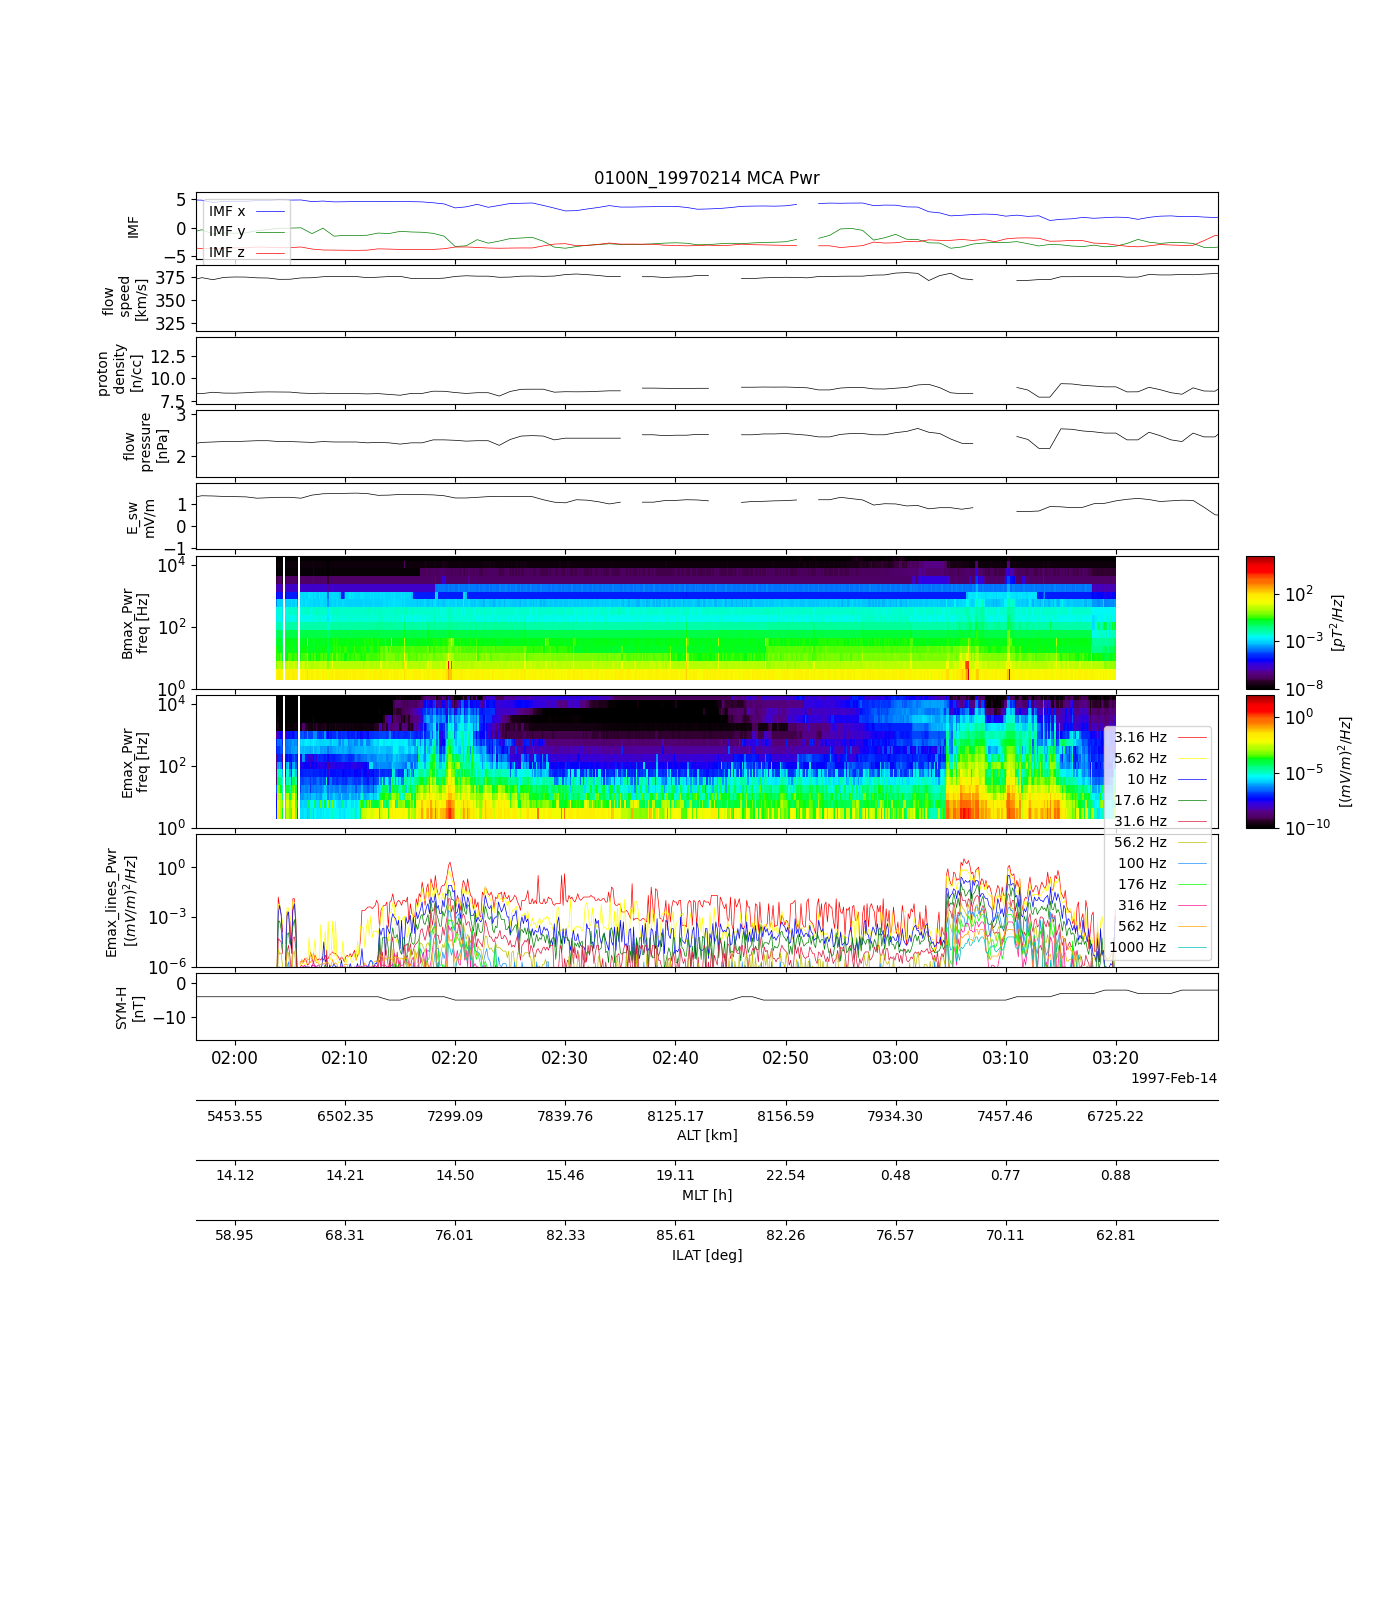 0100N_19970214 MCA Pwr
IMF
5
0
−5
IMF x
IMF y
IMF z
flow
speed
[km/s]
375
350
325
proton
density
[n/cc]
12.5
10.0
7.5
flow
pressure
[nPa]
3
2
E_sw
mV/m
1
0
−1
Bmax_Pwr
freq [Hz]
10^4
10^2
10^0
10^2
10^−3
10^−8
[pT^2/Hz]
Emax_Pwr
freq [Hz]
10^4
10^2
10^0
10^0
10^−5
10^−10
[(mV/m)^2/Hz]
3.16 Hz
5.62 Hz
10 Hz
17.6 Hz
31.6 Hz
56.2 Hz
100 Hz
176 Hz
316 Hz
562 Hz
1000 Hz
Emax_lines_Pwr
[(mV/m)^2/Hz]
10^0
10^−3
10^−6
SYM-H
[nT]
0
−10
02:00 02:10 02:20 02:30 02:40 02:50 03:00 03:10 03:20
1997-Feb-14
5453.55 6502.35 7299.09 7839.76 8125.17 8156.59 7934.30 7457.46 6725.22
ALT [km]
14.12 14.21 14.50 15.46 19.11 22.54 0.48 0.77 0.88
MLT [h]
58.95 68.31 76.01 82.33 85.61 82.26 76.57 70.11 62.81
ILAT [deg]